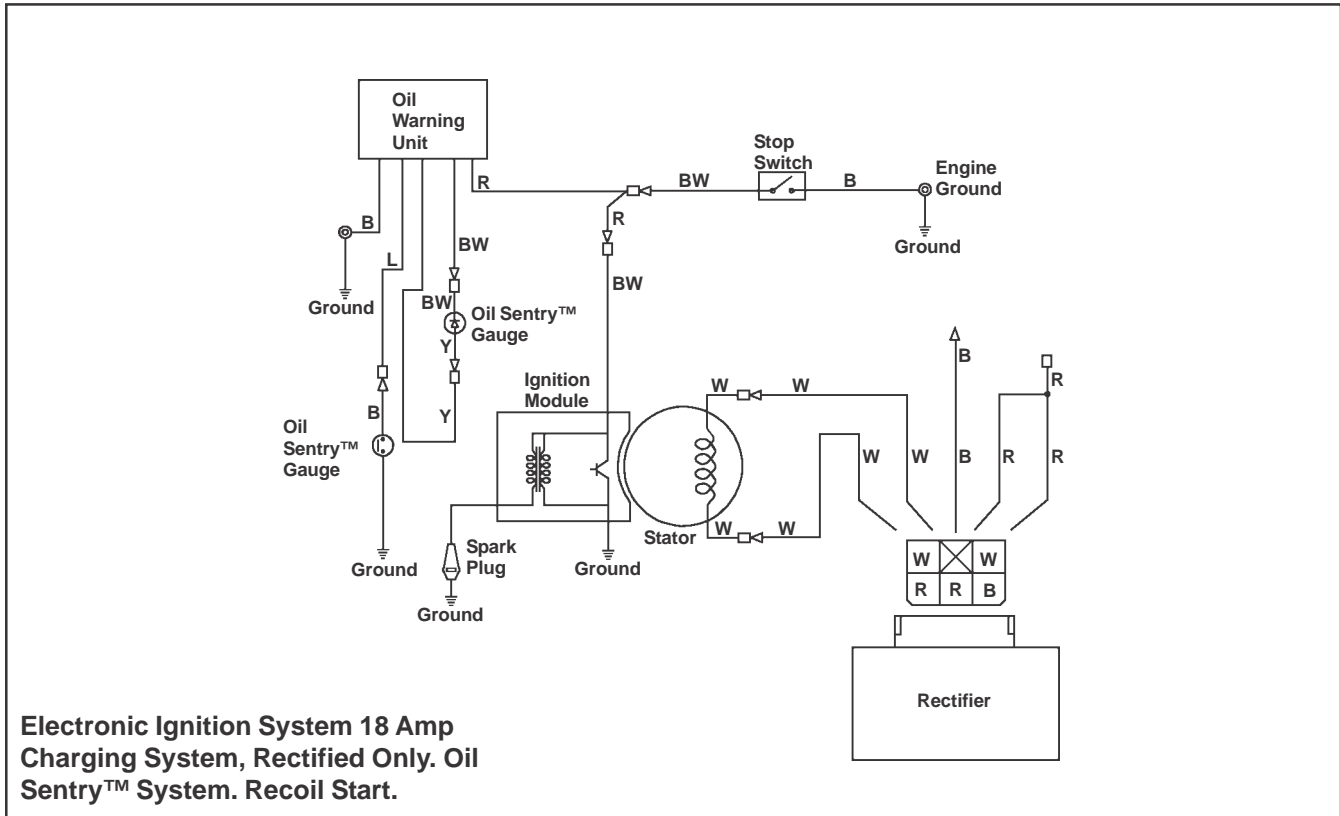 Oil
Warning
Unit
Stop
Switch
Engine
Ground
R
BW
B
Ground
B
R
BW
L
Ground
BW
BW
Oil Sentry™
Gauge
Y
B
R
Ignition
Module
W
W
B
Y
Oil
Sentry™
Gauge
W
W
B
R
R
W
W
Stator
Ground
Spark
Plug
Ground
Ground
W
W
R
R
B
Rectifier
Electronic Ignition System 18 Amp
Charging System, Rectified Only. Oil
Sentry™ System. Recoil Start.